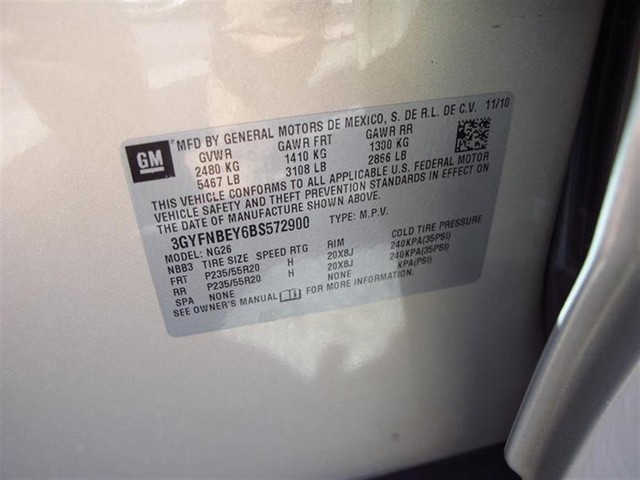 GM
MFD BY GENERAL MOTORS DE MEXICO, S. DE R.L. DE C.V. 11/10
GVWR GAWR FRT GAWR RR
2480 KG 1410 KG 1300 KG
5467 LB 3108 LB 2866 LB
THIS VEHICLE CONFORMS TO ALL APPLICABLE U.S. FEDERAL MOTOR
VEHICLE SAFETY AND THEFT PREVENTION STANDARDS IN EFFECT ON
THE DATE OF MANUFACTURE SHOWN ABOVE.
3GYFNBEY6BS572900 TYPE: M.P.V.
MODEL: NG26
NBB3 TIRE SIZE SPEED RTG RIM COLD TIRE PRESSURE
FRT P235/55R20 H 20X8J 240KPA(35PSI)
RR P235/55R20 H 20X8J 240KPA(35PSI)
SPA NONE NONE KPA(PSI)
SEE OWNER'S MANUAL FOR MORE INFORMATION.